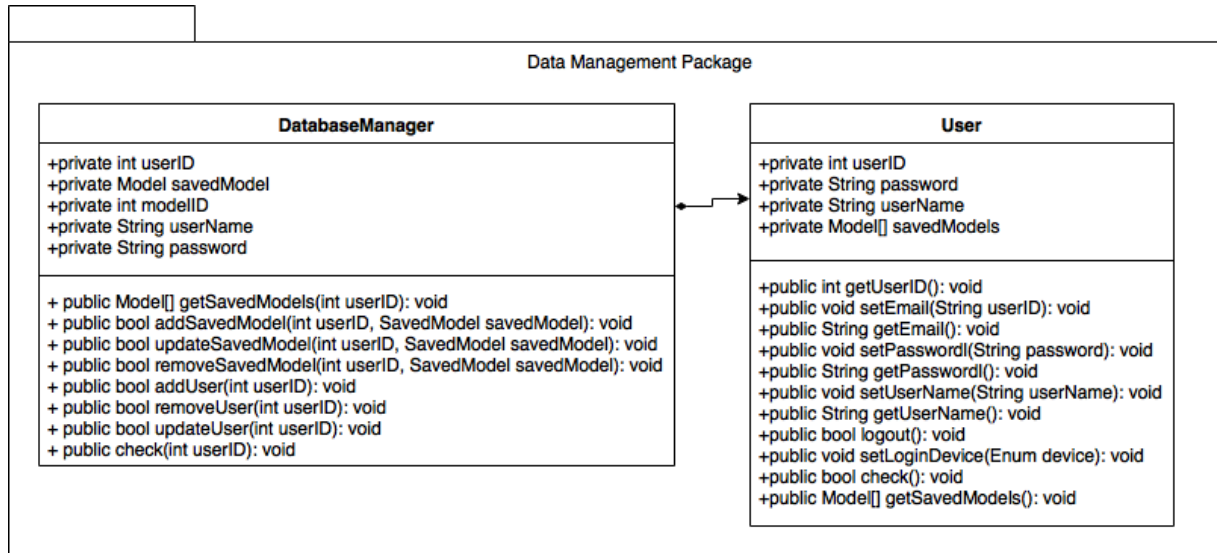 Data Management Package
DatabaseManager
+private int userID
+private Model savedModel
+private int modelID
+private String userName
+private String password
+ public Model[] getSavedModels(int userID): void
+ public bool addSavedModel(int userID, SavedModel savedModel): void
+ public bool updateSavedModel(int userID, SavedModel savedModel): void
+ public bool removeSavedModel(int userID, SavedModel savedModel): void
+ public bool addUser(int userID): void
+ public bool removeUser(int userID): void
+ public bool updateUser(int userID): void
+ public check(int userID): void
User
+private int userID
+private String password
+private String userName
+private Model[] savedModels
+public int getUserID(): void
+public void setEmail(String userID): void
+public String getEmail(): void
+public void setPasswordl(String password): void
+public String getPasswordl(): void
+public void setUserName(String userName): void
+public String getUserName(): void
+public bool logout(): void
+public void setLoginDevice(Enum device): void
+public bool check(): void
+public Model[] getSavedModels(): void